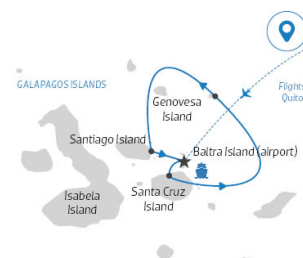 GALAPAGOS ISLANDS
Flights
Quito
Genovesa
Island
Santiago Island
Baltra Island (airport)
Isabela
Island
Santa Cruz
Island